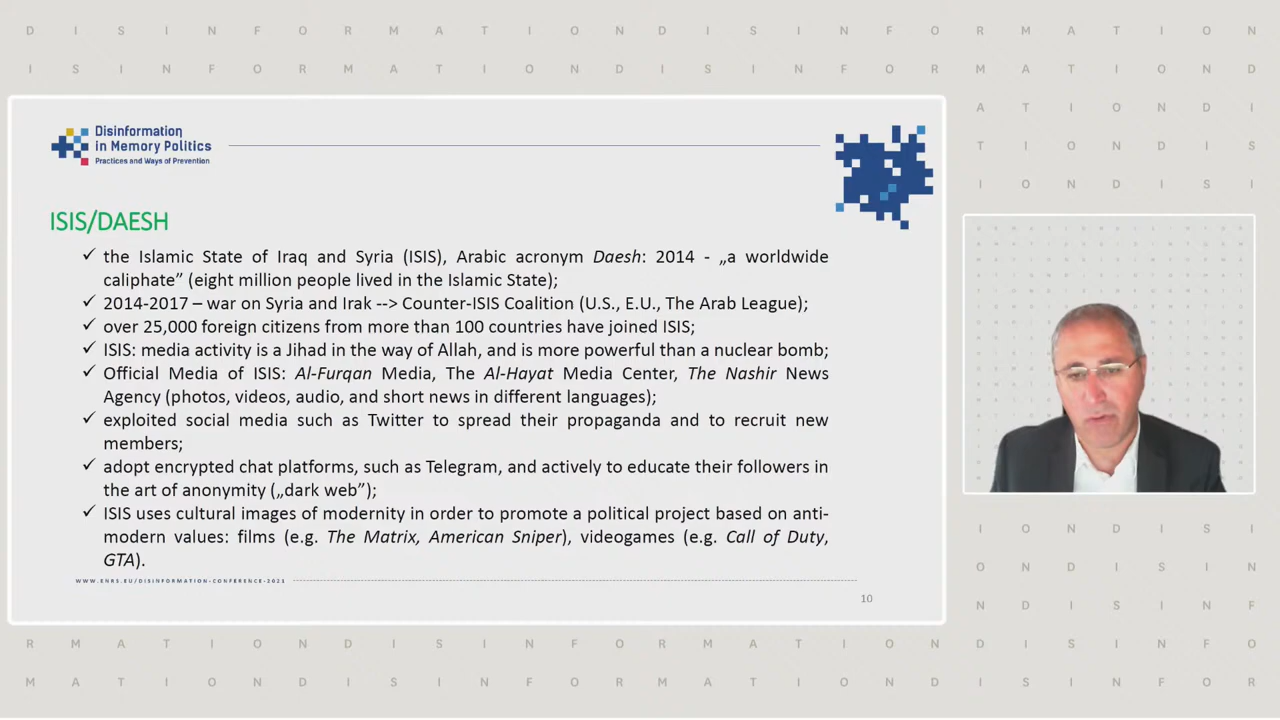 D I S I N F O R M A T I O N D I S I N F O R M A T I O N D I S I N F O R M A T I O N
I S I N F O R M A T I O N D I S I N F O R M A T I O N D I S I N F O R M A T I O N D
A T I O N D I
T I O N D I S
I O N D I S I
Disinformation
in Memory Politics
Practices and Ways of Prevention
ISIS/DAESH
✓ the Islamic State of Iraq and Syria (ISIS), Arabic acronym Daesh: 2014 - „a worldwide
caliphate” (eight million people lived in the Islamic State);
✓ 2014-2017 – war on Syria and Irak --> Counter-ISIS Coalition (U.S., E.U., The Arab League);
✓ over 25,000 foreign citizens from more than 100 countries have joined ISIS;
✓ ISIS: media activity is a Jihad in the way of Allah, and is more powerful than a nuclear bomb;
✓ Official Media of ISIS: Al-Furqan Media, The Al-Hayat Media Center, The Nashir News
Agency (photos, videos, audio, and short news in different languages);
✓ exploited social media such as Twitter to spread their propaganda and to recruit new
members;
✓ adopt encrypted chat platforms, such as Telegram, and actively to educate their followers in
the art of anonymity („dark web”);
✓ ISIS uses cultural images of modernity in order to promote a political project based on anti-
modern values: films (e.g. The Matrix, American Sniper), videogames (e.g. Call of Duty,
GTA).
WWW.ENRS.EU/DISINFORMATION-CONFERENCE-2021
10
I O N D I S I
O N D I S I N
N D I S I N F
R M A T I O N D I S I N F O R M A T I O N D I S I N F O R M A T I O N D I S I N F O
M A T I O N D I S I N F O R M A T I O N D I S I N F O R M A T I O N D I S I N F O R